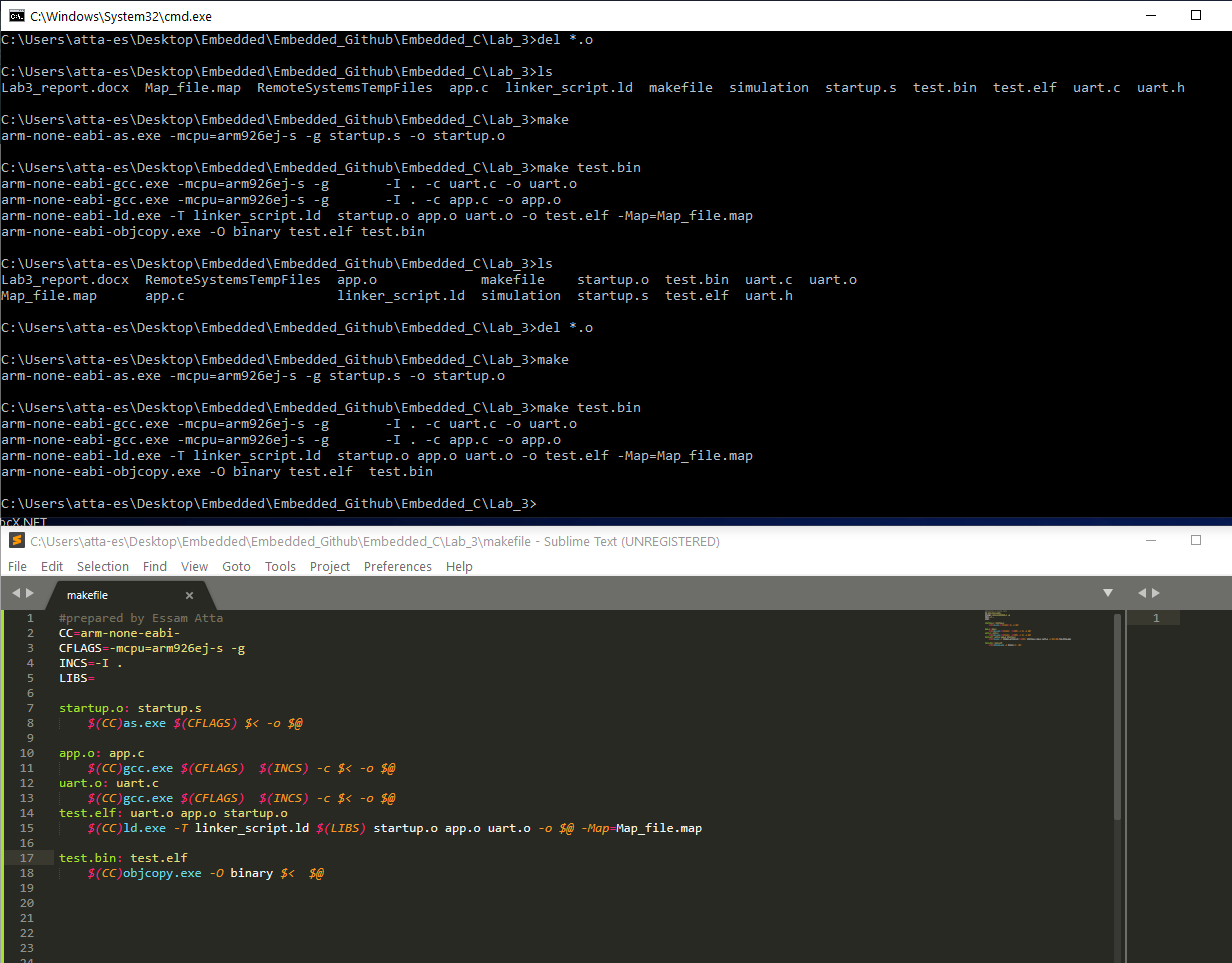 C:\Windows\System32\cmd.exe
C:\Users\atta-es\Desktop\Embedded\Embedded_Github\Embedded_C\Lab_3>del *.o
C:\Users\atta-es\Desktop\Embedded\Embedded_Github\Embedded_C\Lab_3>ls
Lab3_report.docx  Map_file.map  RemoteSystemsTempFiles  app.c  linker_script.ld  makefile  simulation  startup.s  test.bin  test.elf  uart.c  uart.h
C:\Users\atta-es\Desktop\Embedded\Embedded_Github\Embedded_C\Lab_3>make
arm-none-eabi-as.exe -mcpu=arm926ej-s -g startup.s -o startup.o
C:\Users\atta-es\Desktop\Embedded\Embedded_Github\Embedded_C\Lab_3>make test.bin
arm-none-eabi-gcc.exe -mcpu=arm926ej-s -g       -I . -c uart.c -o uart.o
arm-none-eabi-gcc.exe -mcpu=arm926ej-s -g       -I . -c app.c -o app.o
arm-none-eabi-ld.exe -T linker_script.ld  startup.o app.o uart.o -o test.elf -Map=Map_file.map
arm-none-eabi-objcopy.exe -O binary test.elf test.bin
C:\Users\atta-es\Desktop\Embedded\Embedded_Github\Embedded_C\Lab_3>ls
Lab3_report.docx  RemoteSystemsTempFiles  app.o             makefile    startup.o  test.bin  uart.c  uart.o
Map_file.map      app.c                   linker_script.ld  simulation  startup.s  test.elf  uart.h
C:\Users\atta-es\Desktop\Embedded\Embedded_Github\Embedded_C\Lab_3>del *.o
C:\Users\atta-es\Desktop\Embedded\Embedded_Github\Embedded_C\Lab_3>make
arm-none-eabi-as.exe -mcpu=arm926ej-s -g startup.s -o startup.o
C:\Users\atta-es\Desktop\Embedded\Embedded_Github\Embedded_C\Lab_3>make test.bin
arm-none-eabi-gcc.exe -mcpu=arm926ej-s -g       -I . -c uart.c -o uart.o
arm-none-eabi-gcc.exe -mcpu=arm926ej-s -g       -I . -c app.c -o app.o
arm-none-eabi-ld.exe -T linker_script.ld  startup.o app.o uart.o -o test.elf -Map=Map_file.map
arm-none-eabi-objcopy.exe -O binary test.elf  test.bin
C:\Users\atta-es\Desktop\Embedded\Embedded_Github\Embedded_C\Lab_3>
C:\Users\atta-es\Desktop\Embedded\Embedded_Github\Embedded_C\Lab_3\makefile - Sublime Text (UNREGISTERED)
File Edit Selection Find View Goto Tools Project Preferences Help
makefile
1 #prepared by Essam Atta
2 CC=arm-none-eabi-
3 CFLAGS=-mcpu=arm926ej-s -g
4 INCS=-I .
5 LIBS=
6
7 startup.o: startup.s
8     $(CC)as.exe $(CFLAGS) $< -o $@
9
10 app.o: app.c
11     $(CC)gcc.exe $(CFLAGS)  $(INCS) -c $< -o $@
12 uart.o: uart.c
13     $(CC)gcc.exe $(CFLAGS)  $(INCS) -c $< -o $@
14 test.elf: uart.o app.o startup.o
15     $(CC)ld.exe -T linker_script.ld $(LIBS) startup.o app.o uart.o -o $@ -Map=Map_file.map
16
17 test.bin: test.elf
18     $(CC)objcopy.exe -O binary $<  $@
19
20
21
22
23
1